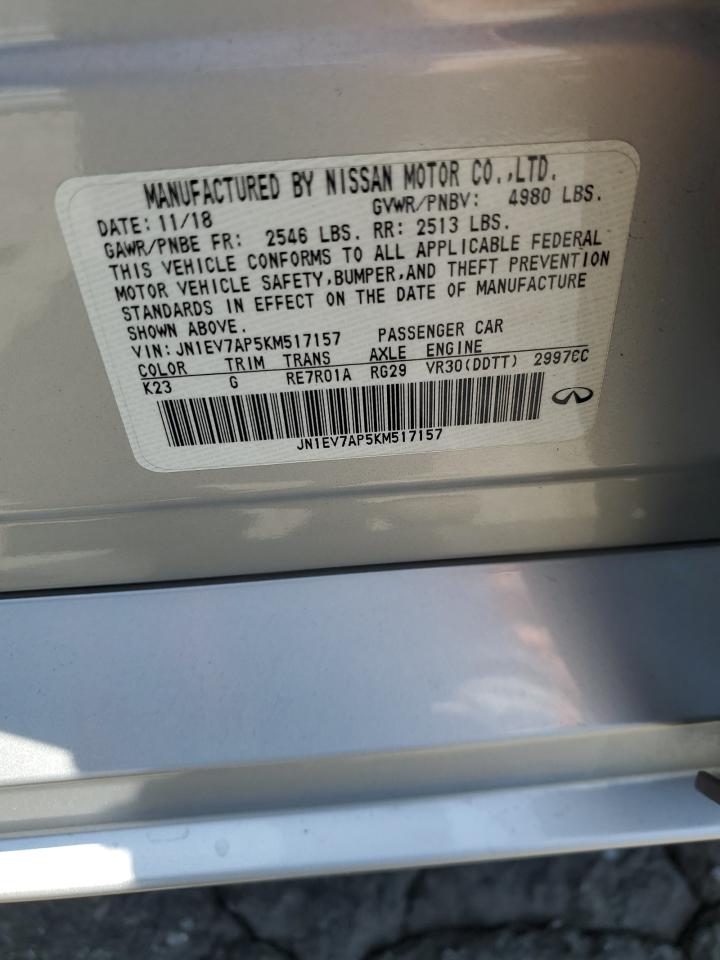 MANUFACTURED BY NISSAN MOTOR CO.,LTD.
DATE: 11/18 GVWR/PNBV: 4980 LBS.
GAWR/PNBE FR: 2546 LBS. RR: 2513 LBS.
THIS VEHICLE CONFORMS TO ALL APPLICABLE FEDERAL
MOTOR VEHICLE SAFETY,BUMPER,AND THEFT PREVENTION
STANDARDS IN EFFECT ON THE DATE OF MANUFACTURE
SHOWN ABOVE.
VIN: JN1EV7AP5KM517157 PASSENGER CAR
COLOR TRIM TRANS AXLE ENGINE
K23 G RE7R01A RG29 VR30(DDTT) 2997CC
JN1EV7AP5KM517157